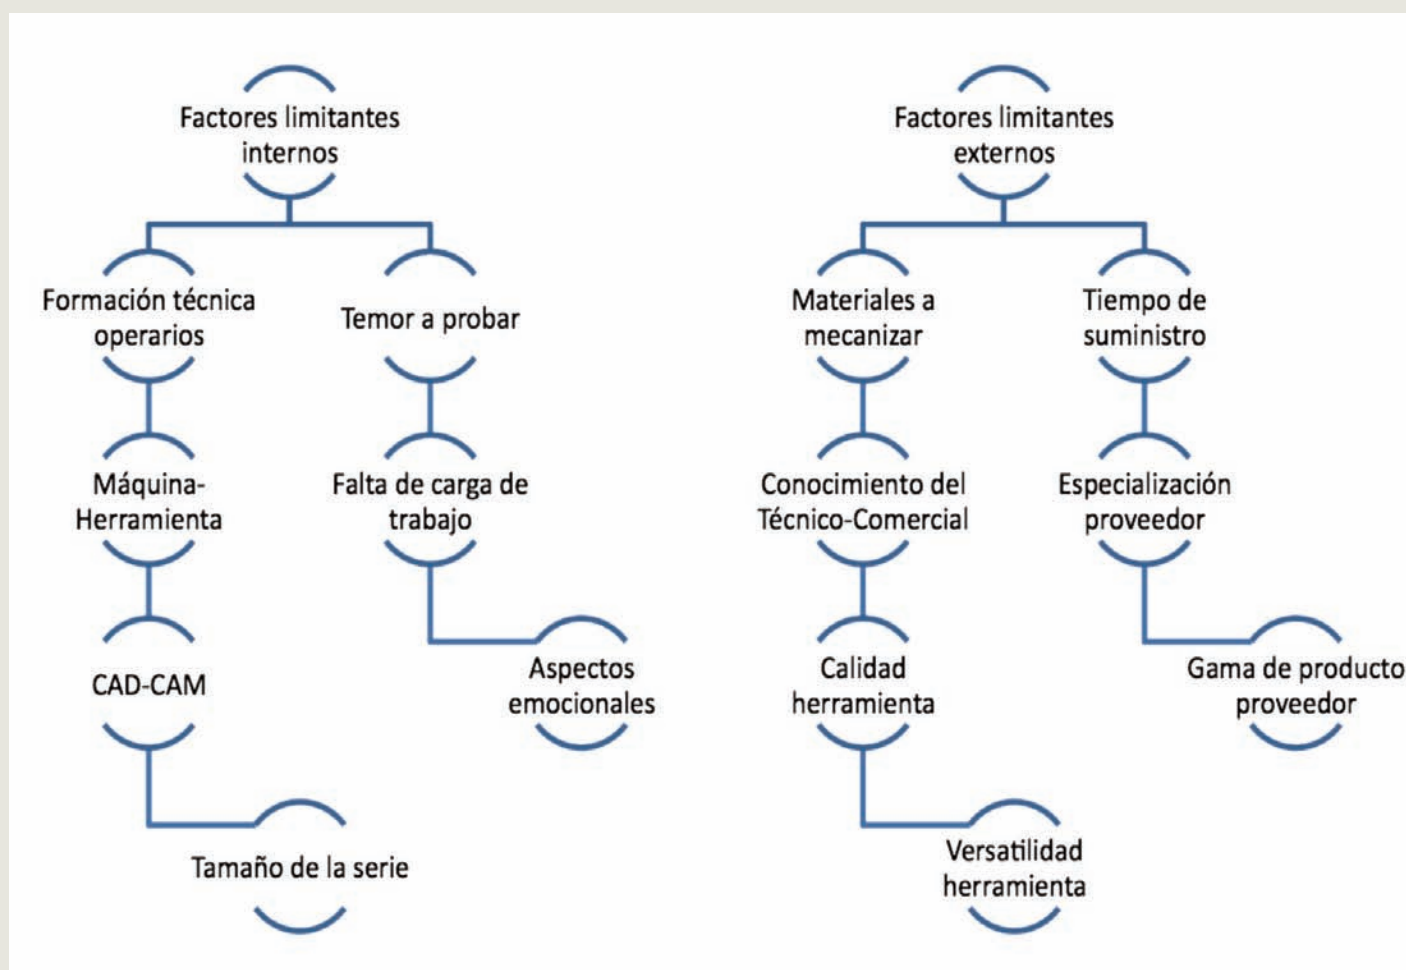 Factores limitantes
internos
Factores limitantes
externos
Formación técnica
operarios
Temor a probar
Materiales a
mecanizar
Tiempo de
suministro
Máquina-
Herramienta
Falta de carga de
trabajo
Conocimiento del
Técnico-Comercial
Especialización
proveedor
CAD-CAM
Aspectos
emocionales
Calidad
herramienta
Gama de producto
proveedor
Tamaño de la serie
Versatilidad
herramienta